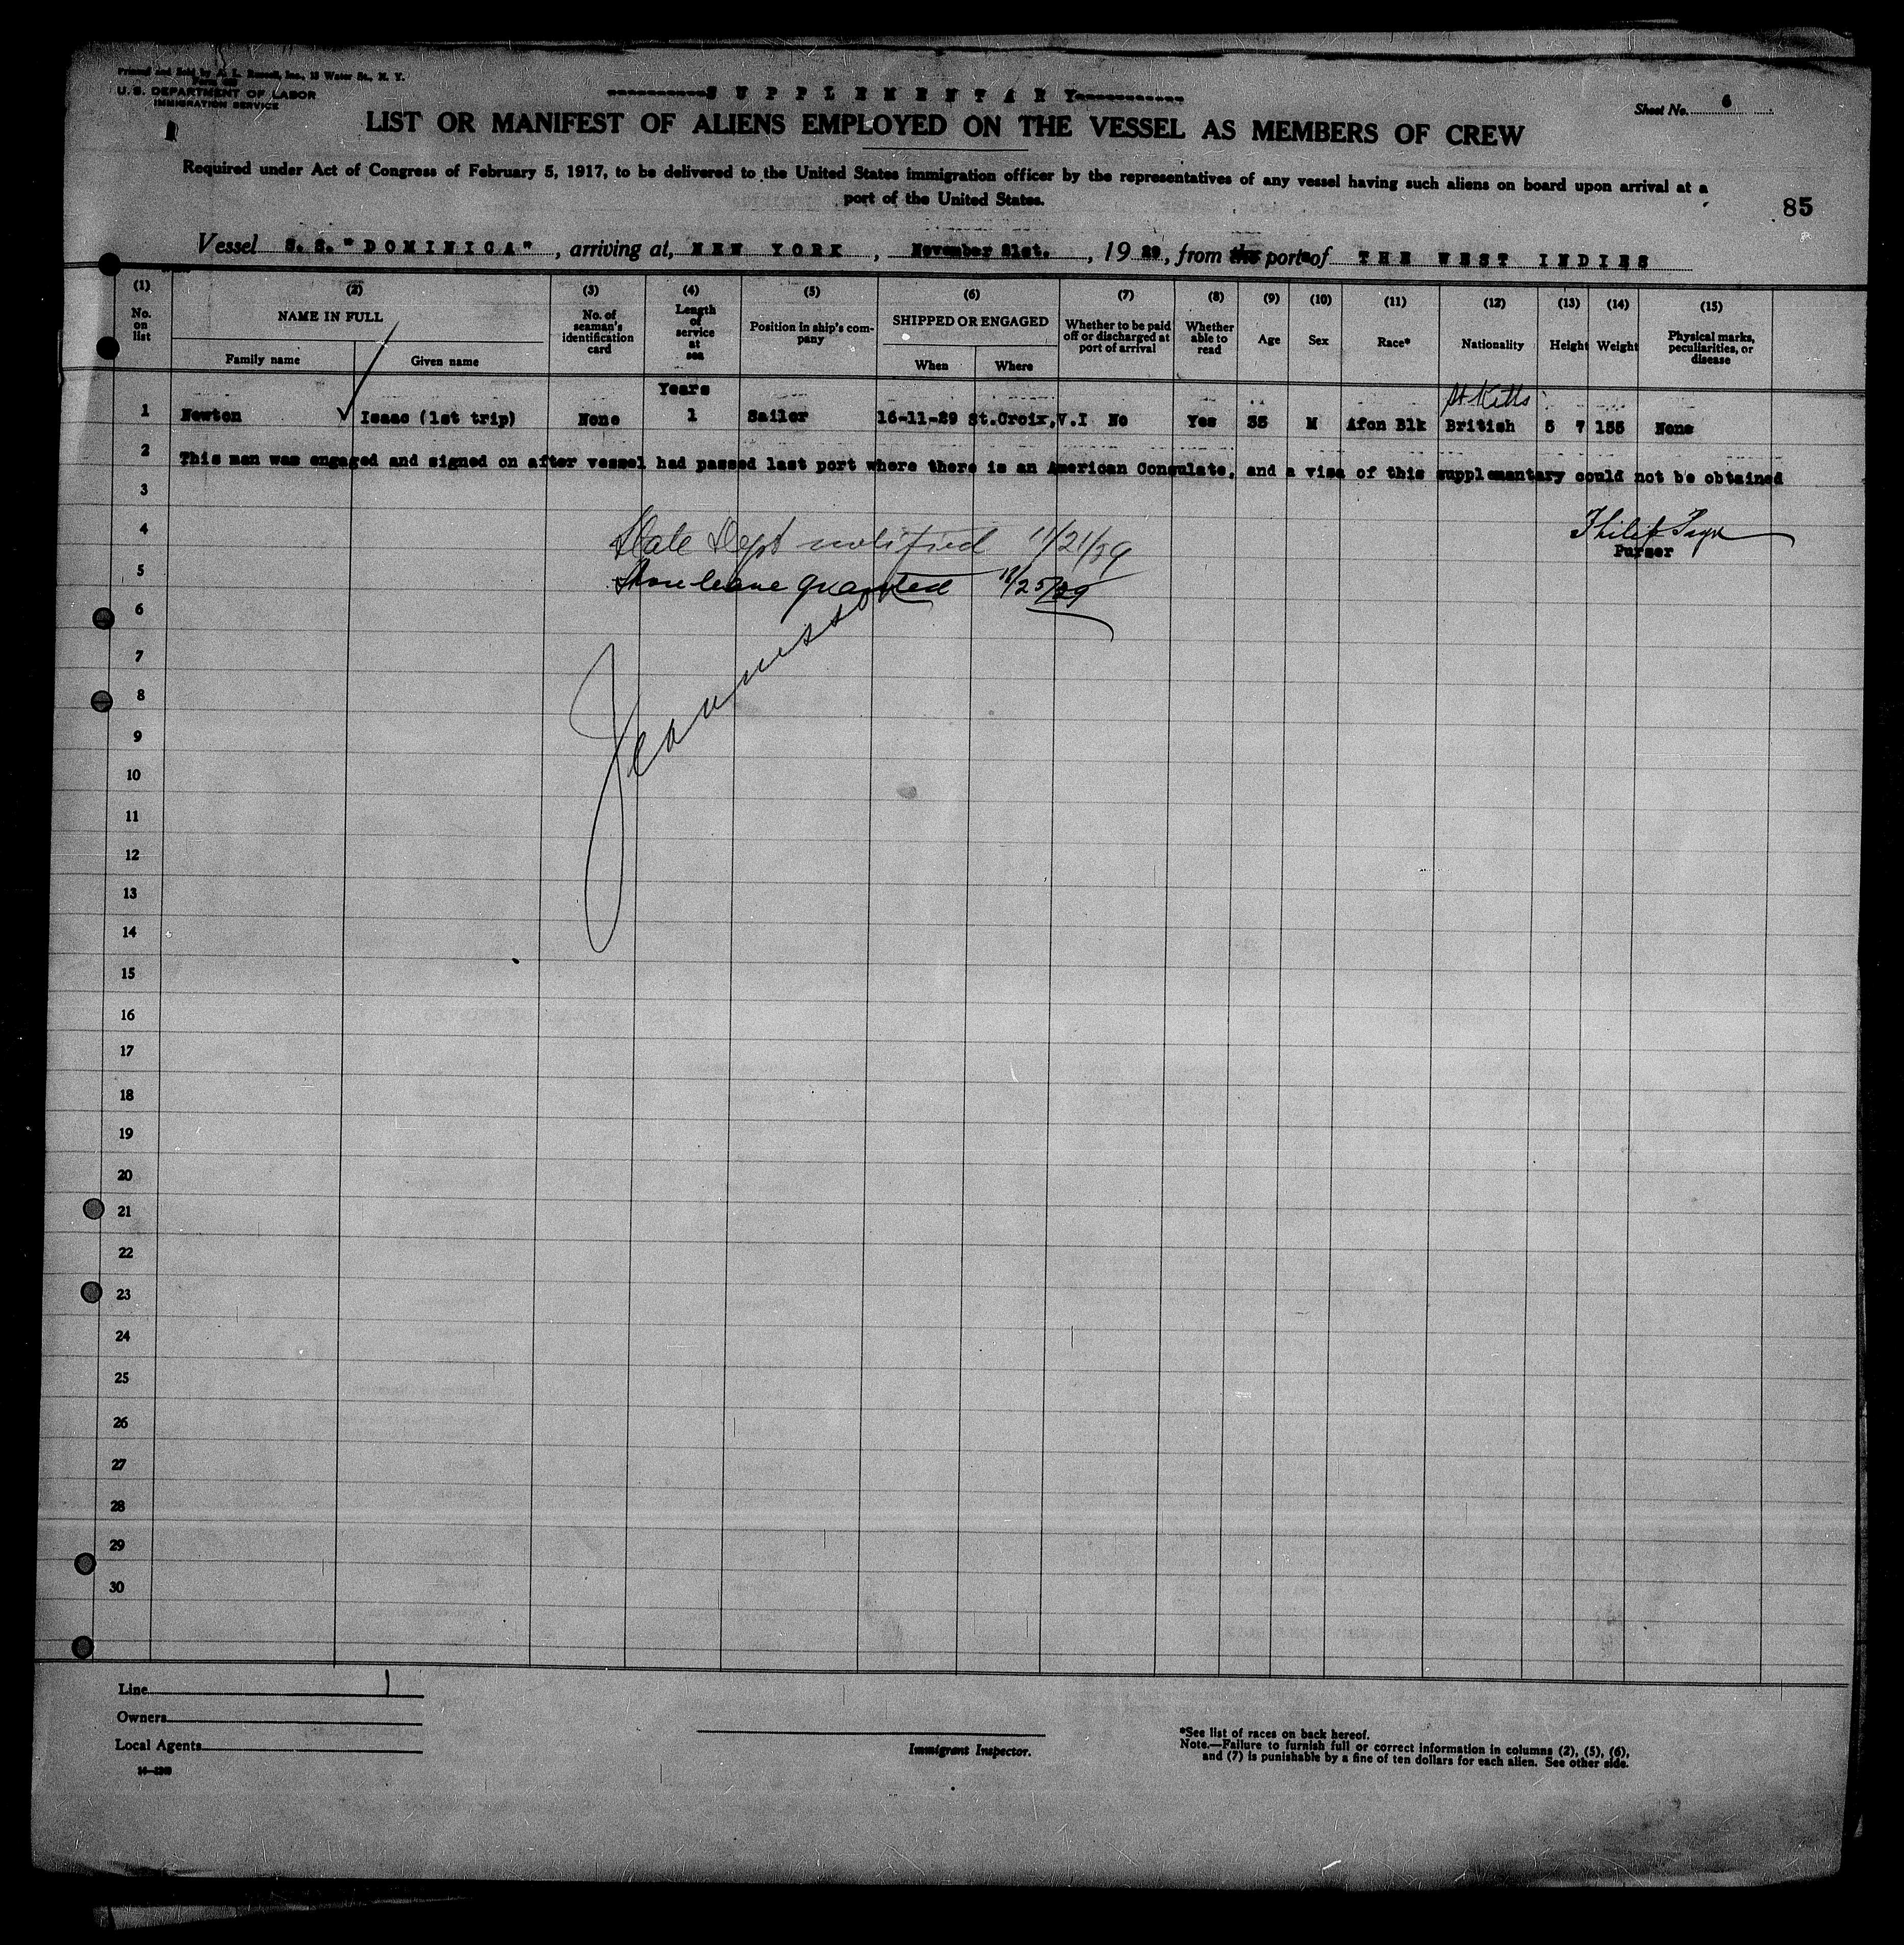 Printed and Sold by A. L. Russell, Inc., 13 Water St., N. Y.
U. S. DEPARTMENT OF LABOR
IMMIGRATION SERVICE
SUPPLEMENTARY
Sheet No. 6
LIST OR MANIFEST OF ALIENS EMPLOYED ON THE VESSEL AS MEMBERS OF CREW
Required under Act of Congress of February 5, 1917, to be delivered to the United States immigration officer by the representatives of any vessel having such aliens on board upon arrival at a
port of the United States.
85
Vessel S. S. "DOMINICA", arriving at, NEW YORK, November 21st., 19 29, from the ports of THE WEST INDIES
(1) (2) (3) (4) (5) (6) (7) (8) (9) (10) (11) (12) (13) (14) (15)
No. on list NAME IN FULL No. of seaman's identification card Length of service at sea Position in ship's company SHIPPED OR ENGAGED Whether to be paid off or discharged at port of arrival Whether able to read Age Sex Race* Nationality Height Weight Physical marks, peculiarities, or disease
Family name Given name When Where
Years
St Kitts
1 Newton Isaac (1st trip) None 1 Sailor 16-11-29 St.Croix,V.I No Yes 35 M Afcn Blk British 5 7 155 None
2 This man was engaged and signed on after vessel had passed last port where there is an American Consulate, and a visa of this supplementary could not be obtained
3
4 State Dept notified 11/21/29
Philip
Purser
5 Shore leave granted 11/25/29
6
7
8
9
10
11
12
13
14
15
16
17
18
19
20
21
22
23
24
25
26
27
28
29
30
Line 1
Owners
Local Agents
Immigrant Inspector.
*See list of races on back hereof.
Note.—Failure to furnish full or correct information in columns (2), (5), (6),
and (7) is punishable by a fine of ten dollars for each alien. See other side.